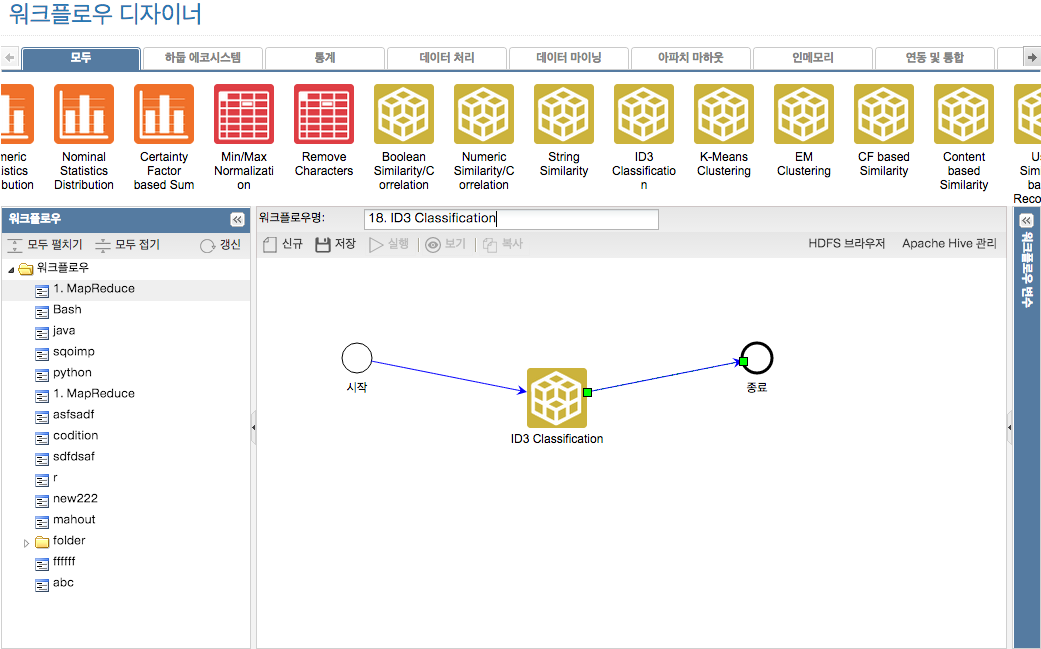 워크플로우 디자이너
모두
하둡 에코시스템
통계
데이터 처리
데이터 마이닝
아파치 마하웃
인메모리
연동 및 통합
neric
istics
bution
Nominal
Statistics
Distribution
Certainty
Factor
based Sum
Min/Max
Normalizati
on
Remove
Characters
Boolean
Similarity/C
orrelation
Numeric
Similarity/C
orrelation
String
Similarity
ID3
Classificatio
n
K-Means
Clustering
EM
Clustering
CF based
Similarity
Content
based
Similarity
Us
Simi
ba
Reco
워크플로우
모두 펼치기
모두 접기
갱신
워크플로우
1. MapReduce
Bash
java
sqoimp
python
1. MapReduce
asfsadf
codition
sdfdsaf
r
new222
mahout
folder
ffffff
abc
워크플로우명:
18. ID3 Classification
신규
저장
실행
보기
복사
HDFS 브라우저
Apache Hive 관리
시작
ID3 Classification
종료
워크플로우 변수